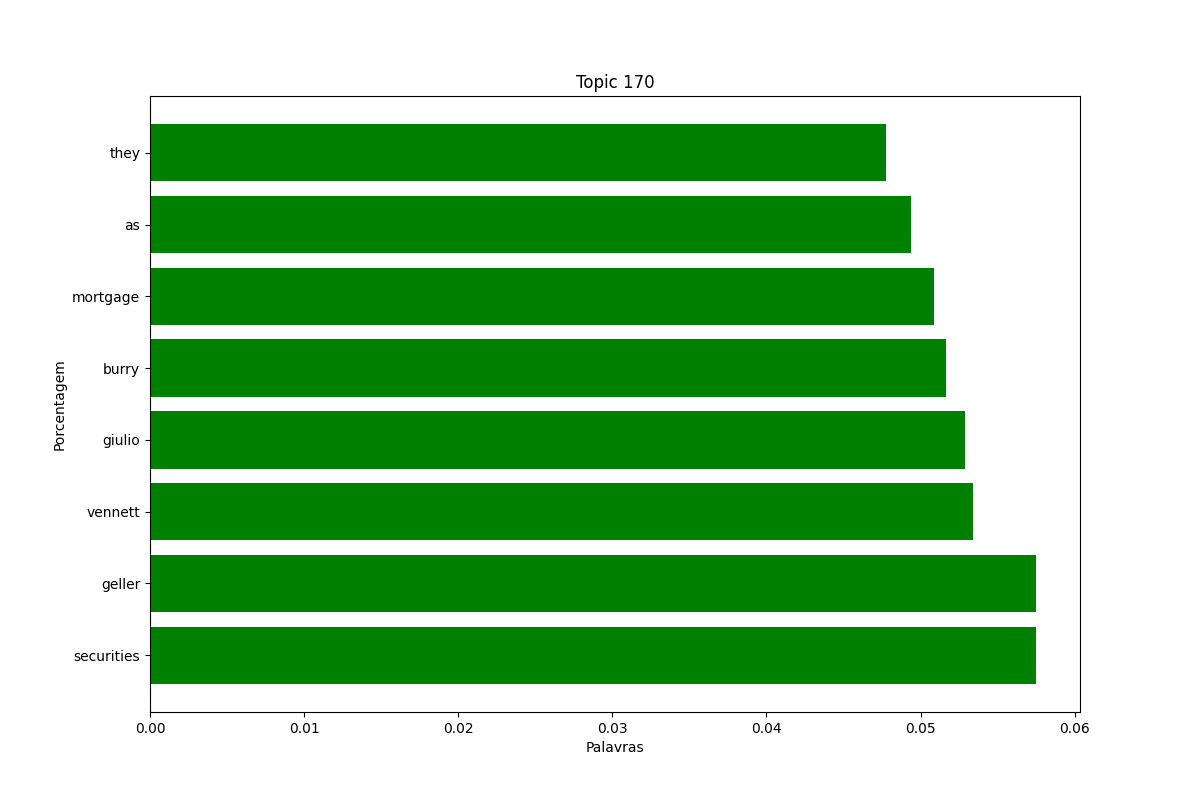 Topic 170
they
as
mortgage
burry
giulio
vennett
geller
securities
Porcentagem
0.00 0.01 0.02 0.03 0.04 0.05 0.06
Palavras